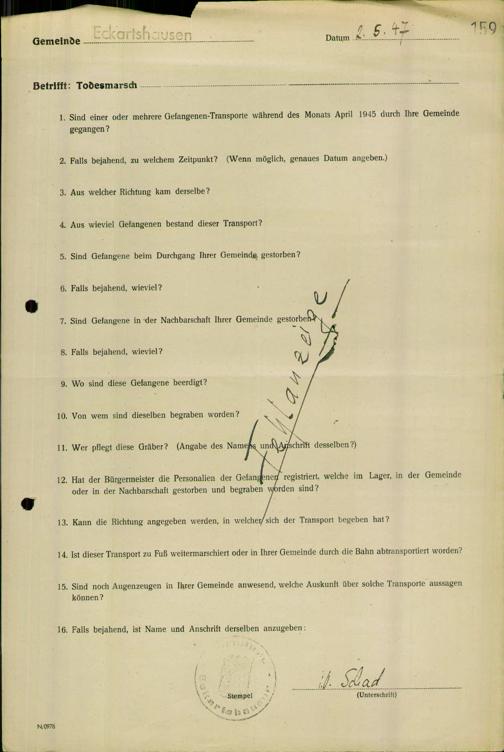 Gemeinde Eckartshausen Datum 2. 5. 47 159
Betrifft: Todesmarsch
1. Sind einer oder mehrere Gefangenen-Transporte während des Monats April 1945 durch Ihre Gemeinde
gegangen?
2. Falls bejahend, zu welchem Zeitpunkt? (Wenn möglich, genaues Datum angeben.)
3. Aus welcher Richtung kam derselbe?
4. Aus wieviel Gefangenen bestand dieser Transport?
5. Sind Gefangene beim Durchgang Ihrer Gemeinde gestorben?
6. Falls bejahend, wieviel?
7. Sind Gefangene in der Nachbarschaft Ihrer Gemeinde gestorben?
8. Falls bejahend, wieviel?
Fehlanzeige
9. Wo sind diese Gefangene beerdigt?
10. Von wem sind dieselben begraben worden?
11. Wer pflegt diese Gräber? (Angabe des Namens und Anschrift desselben?)
12. Hat der Bürgermeister die Personalien der Gefangenen registriert, welche im Lager, in der Gemeinde
oder in der Nachbarschaft gestorben und begraben worden sind?
13. Kann die Richtung angegeben werden, in welcher sich der Transport begeben hat?
14. Ist dieser Transport zu Fuß weitermarschiert oder in Ihrer Gemeinde durch die Bahn abtransportiert worden?
15. Sind noch Augenzeugen in Ihrer Gemeinde anwesend, welche Auskunft über solche Transporte aussagen
können?
16. Falls bejahend, ist Name und Anschrift derselben anzugeben:
Eckartshausen
Schad
Stempel (Unterschrift)
N/0976